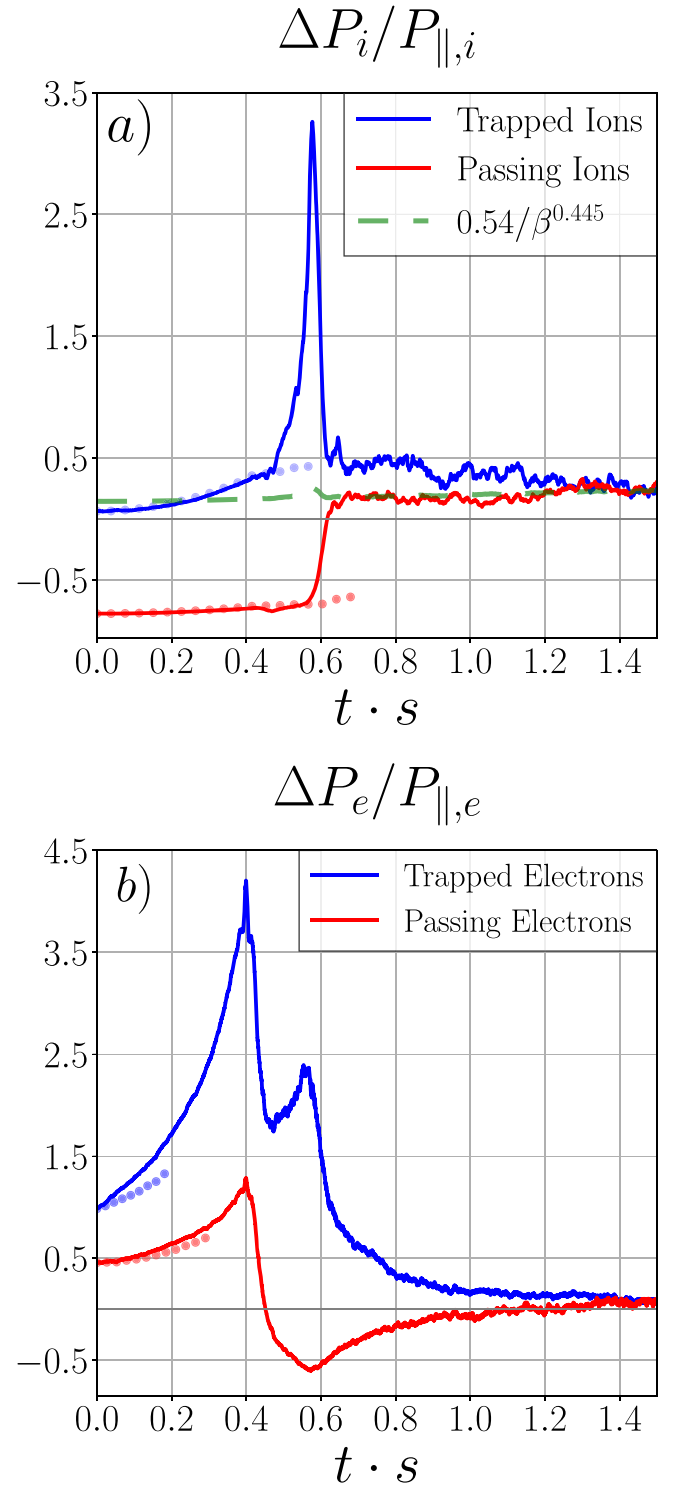 ΔP_i/P_{∥,i}
a)
3.5
2.5
1.5
0.5
−0.5
Trapped Ions
Passing Ions
0.54/β^{0.445}
0.0 0.2 0.4 0.6 0.8 1.0 1.2 1.4
t · s
ΔP_e/P_{∥,e}
b)
4.5
3.5
2.5
1.5
0.5
−0.5
Trapped Electrons
Passing Electrons
0.0 0.2 0.4 0.6 0.8 1.0 1.2 1.4
t · s